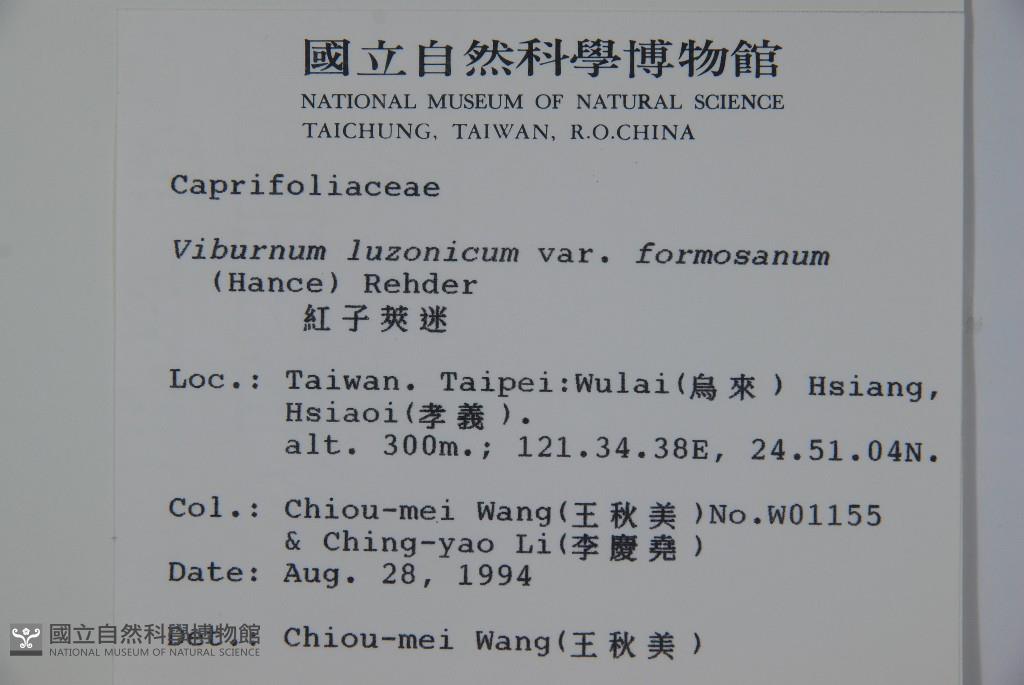 國立自然科學博物館
NATIONAL MUSEUM OF NATURAL SCIENCE
TAICHUNG, TAIWAN, R.O.CHINA
Caprifoliaceae
Viburnum luzonicum var. formosanum
(Hance) Rehder
紅子莢迷
Loc.: Taiwan. Taipei:Wulai(烏來) Hsiang,
Hsiaoi(孝義).
alt. 300m.; 121.34.38E, 24.51.04N.
Col.: Chiou-mei Wang(王秋美)No.W01155
& Ching-yao Li(李慶堯)
Date: Aug. 28, 1994
Det.: Chiou-mei Wang(王秋美)
國立自然科學博物館
NATIONAL MUSEUM OF NATURAL SCIENCE